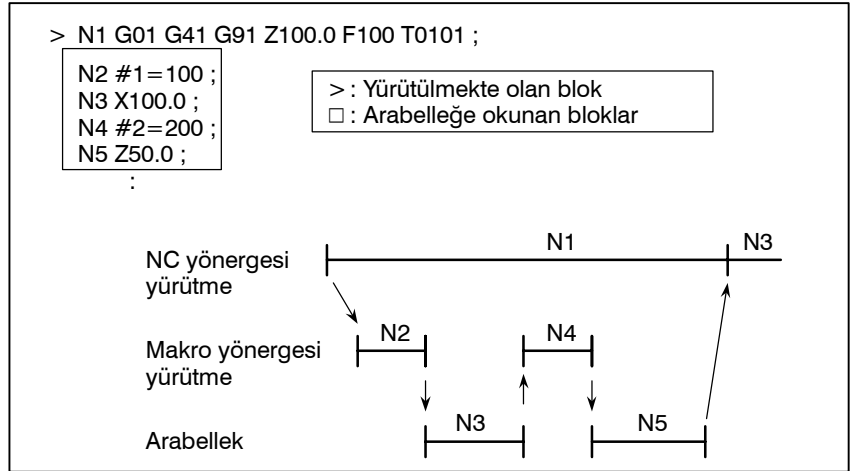 > N1 G01 G41 G91 Z100.0 F100 T0101 ;
N2 #1=100 ;
N3 X100.0 ;
N4 #2=200 ;
N5 Z50.0 ;
:
> : Yürütülmekte olan blok
□ : Arabelleğe okunan bloklar
NC yönergesi
yürütme
N1
N3
Makro yönergesi
yürütme
N2
N4
Arabellek
N3
N5